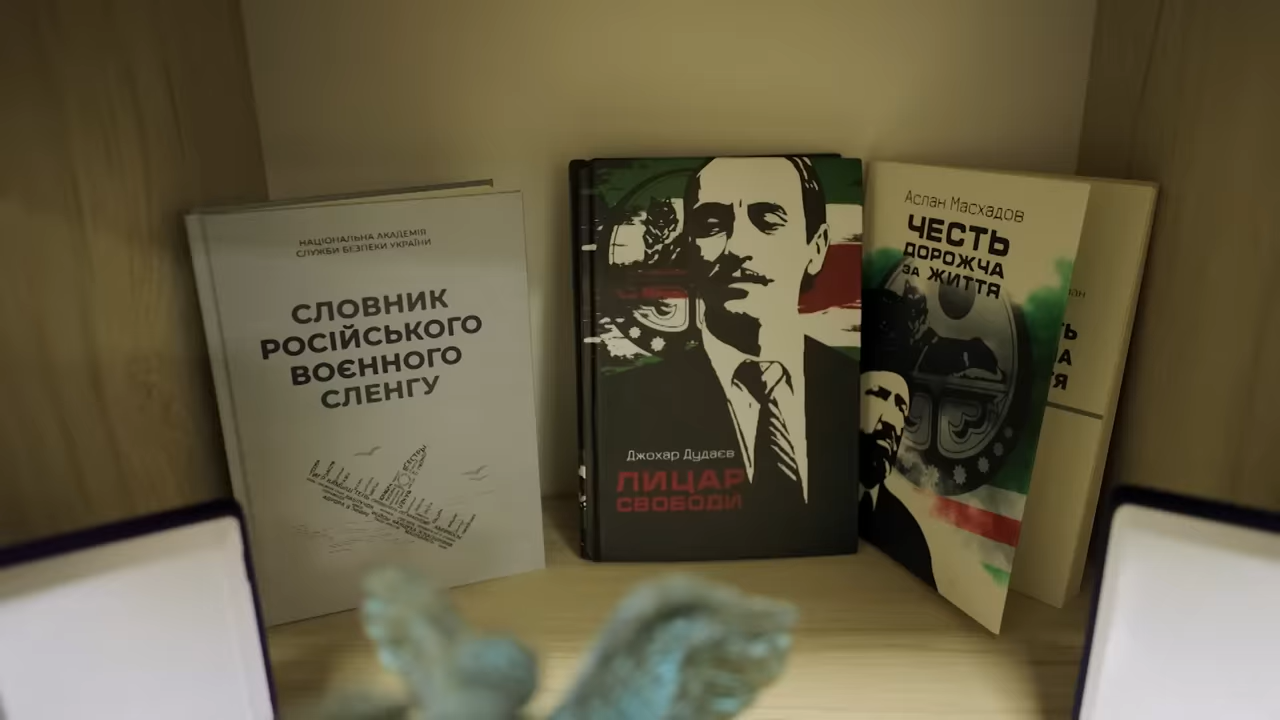 НАЦІОНАЛЬНА АКАДЕМІЯ
СЛУЖБИ БЕЗПЕКИ УКРАЇНИ
СЛОВНИК
РОСІЙСЬКОГО
ВОЄННОГО
СЛЕНГУ
Джохар Дудаєв
ЛИЦАР
СВОБОДИ
Аслан Масхадов
ЧЕСТЬ
ДОРОЖЧА
ЗА ЖИТТЯ